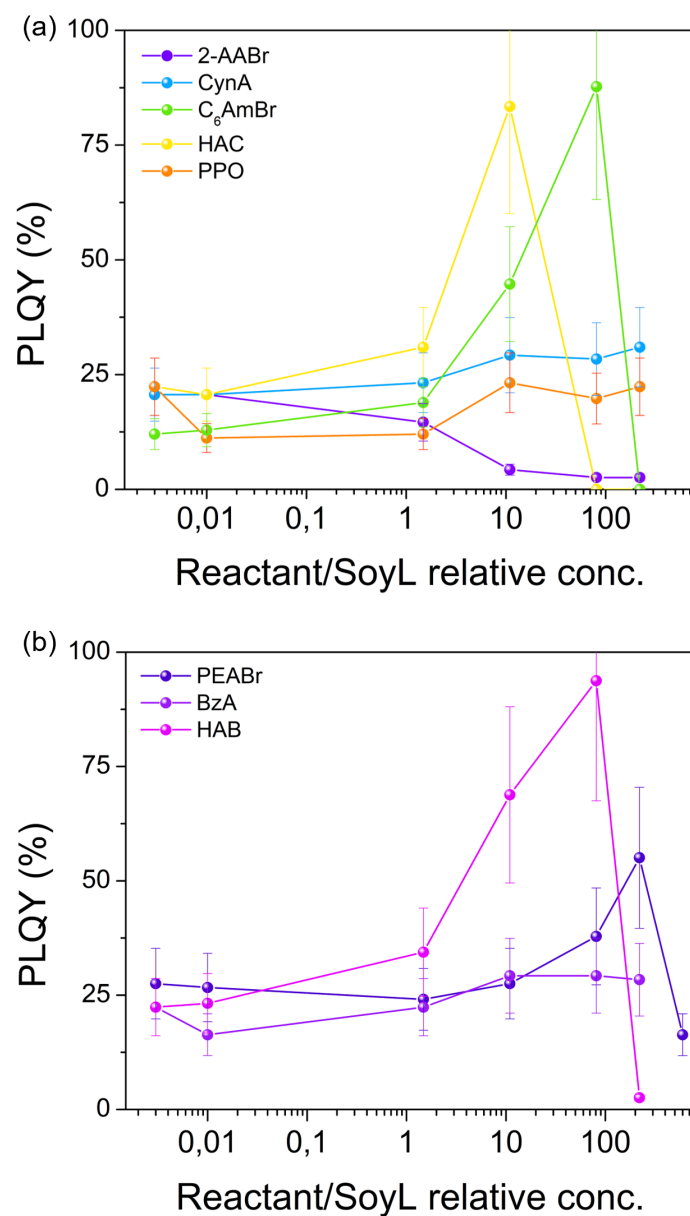 (a)
100
75
50
25
0
PLQY (%)
2-AABr
CynA
C₆AmBr
HAC
PPO
0,01 0,1 1 10 100
Reactant/SoyL relative conc.
(b)
100
75
50
25
0
PLQY (%)
PEABr
BzA
HAB
0,01 0,1 1 10 100
Reactant/SoyL relative conc.